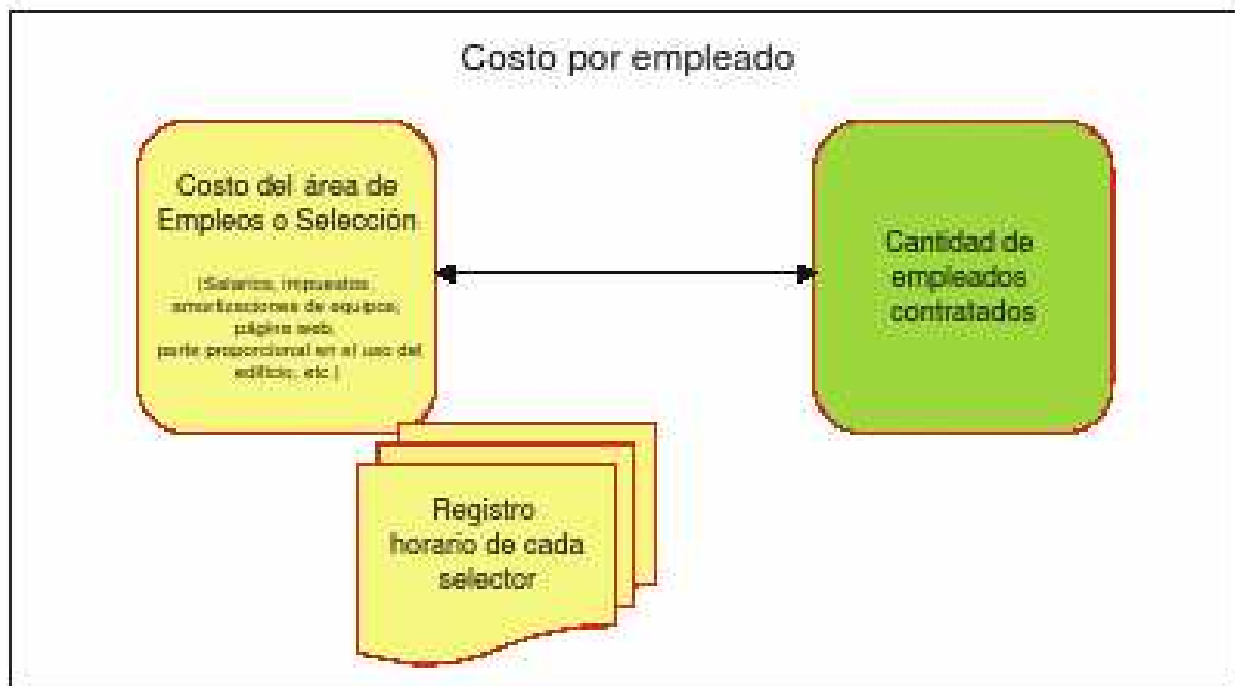 Costo por empleado
Costo del área de
Empleos o Selección
(Salarios, impuestos,
amortizaciones de equipos,
página web,
parte proporcional en el uso del
edificio, etc.)
Cantidad de
empleados
contratados
Registro
horario de cada
selector